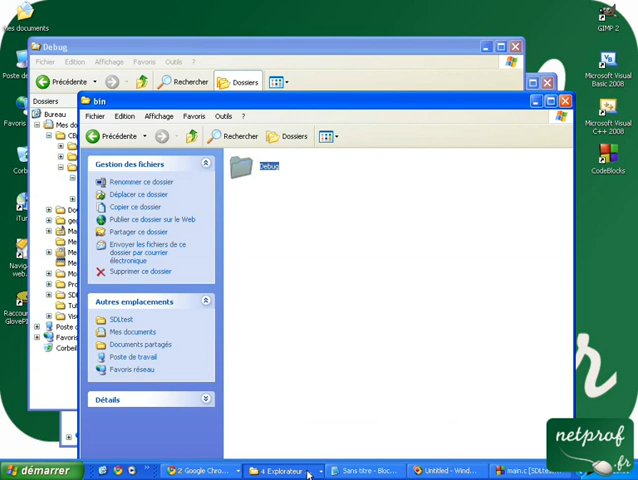 Mes documents
GIMP 2
Debug
Fichier Edition Affichage Favoris Outils ?
Précédente Rechercher Dossiers
Dossiers
Bureau
bin
Fichier Edition Affichage Favoris Outils ?
Précédente Rechercher Dossiers
Microsoft Visual Basic 2008
Microsoft Visual C++ 2008
CodeBlocks
Gestion des fichiers
Renommer ce dossier
Déplacer ce dossier
Copier ce dossier
Publier ce dossier sur le Web
Partager ce dossier
Envoyer les fichiers de ce
dossier par courrier
électronique
Supprimer ce dossier
Debug
Autres emplacements
SDLtest
Mes documents
Documents partagés
Poste de travail
Favoris réseau
Détails
netprof
.fr
démarrer
2 Google Chro...
4 Explorateur ...
Sans titre - Bloc...
Untitled - Wind...
main.c [SDLte